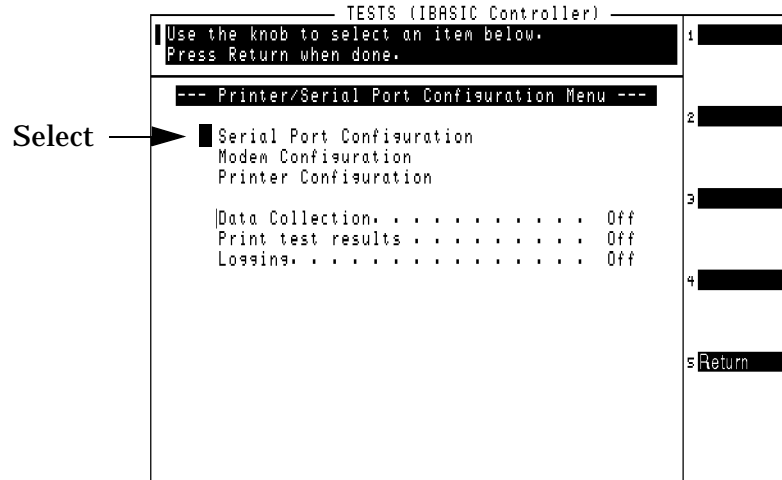 TESTS (IBASIC Controller)
Use the knob to select an item below.
Press Return when done.
1
--- Printer/Serial Port Configuration Menu ---
2
Select
Serial Port Configuration
Modem Configuration
Printer Configuration
3
Data Collection. . . . . . . . . . . Off
Print test results . . . . . . . . . Off
Logging. . . . . . . . . . . . . . . Off
4
5 Return